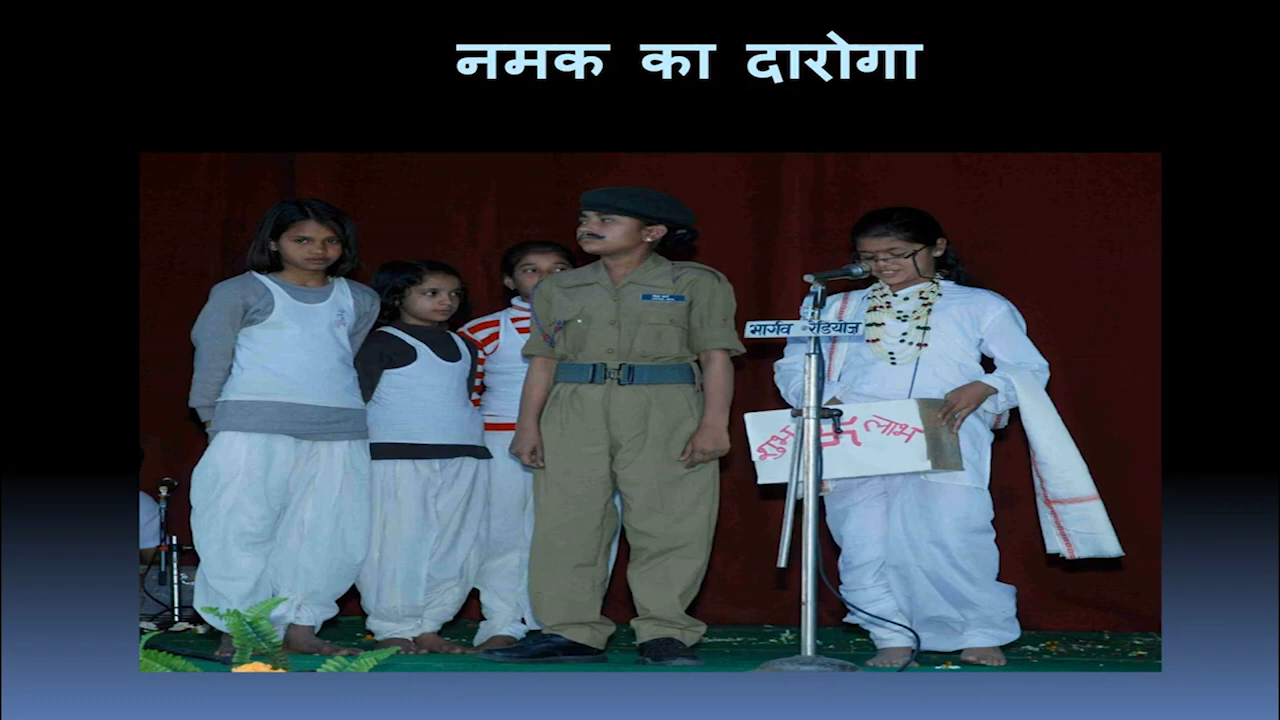 नमक का दारोगा
भार्गव रेडियोज़
शुभ 卐 लाभ